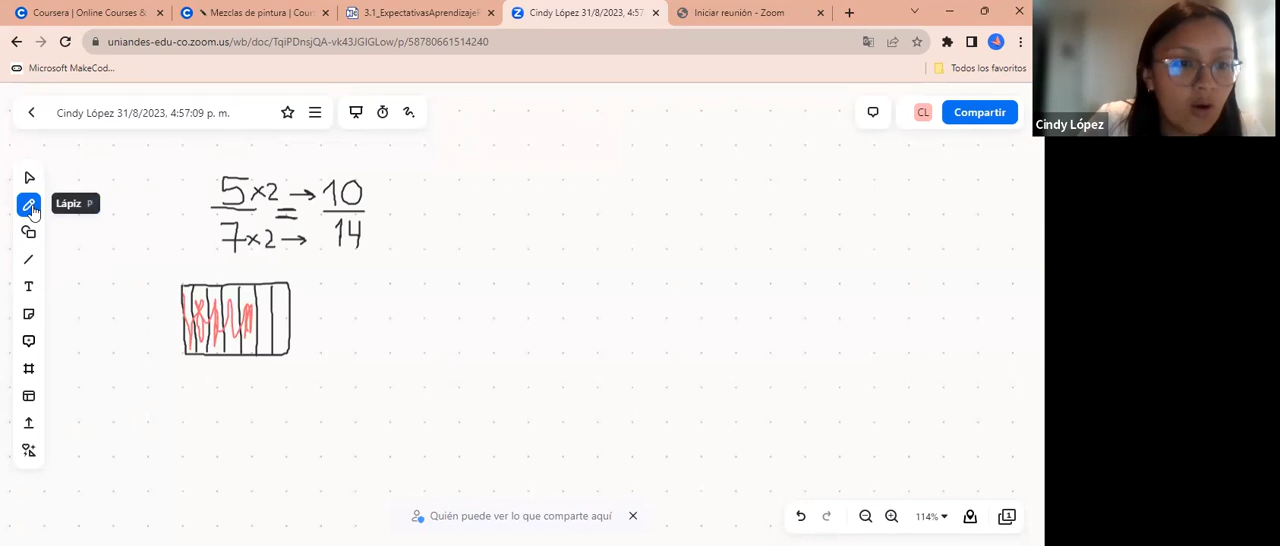 Coursera | Online Courses &
Mezclas de pintura | Cour
3.1_ExpectativasAprendizaje
Cindy López 31/8/2023, 4:57
Iniciar reunión - Zoom
uniandes-edu-co.zoom.us/wb/doc/TqiPDnsjQA-vk43JGIGLow/p/58780661514240
Microsoft MakeCod...
Todos los favoritos
Cindy López
Cindy López 31/8/2023, 4:57:09 p. m.
CL
Compartir
Lápiz P
T
5 ×2 → 10
=
7 ×2 → 14
Quién puede ver lo que comparte aquí
114%
1